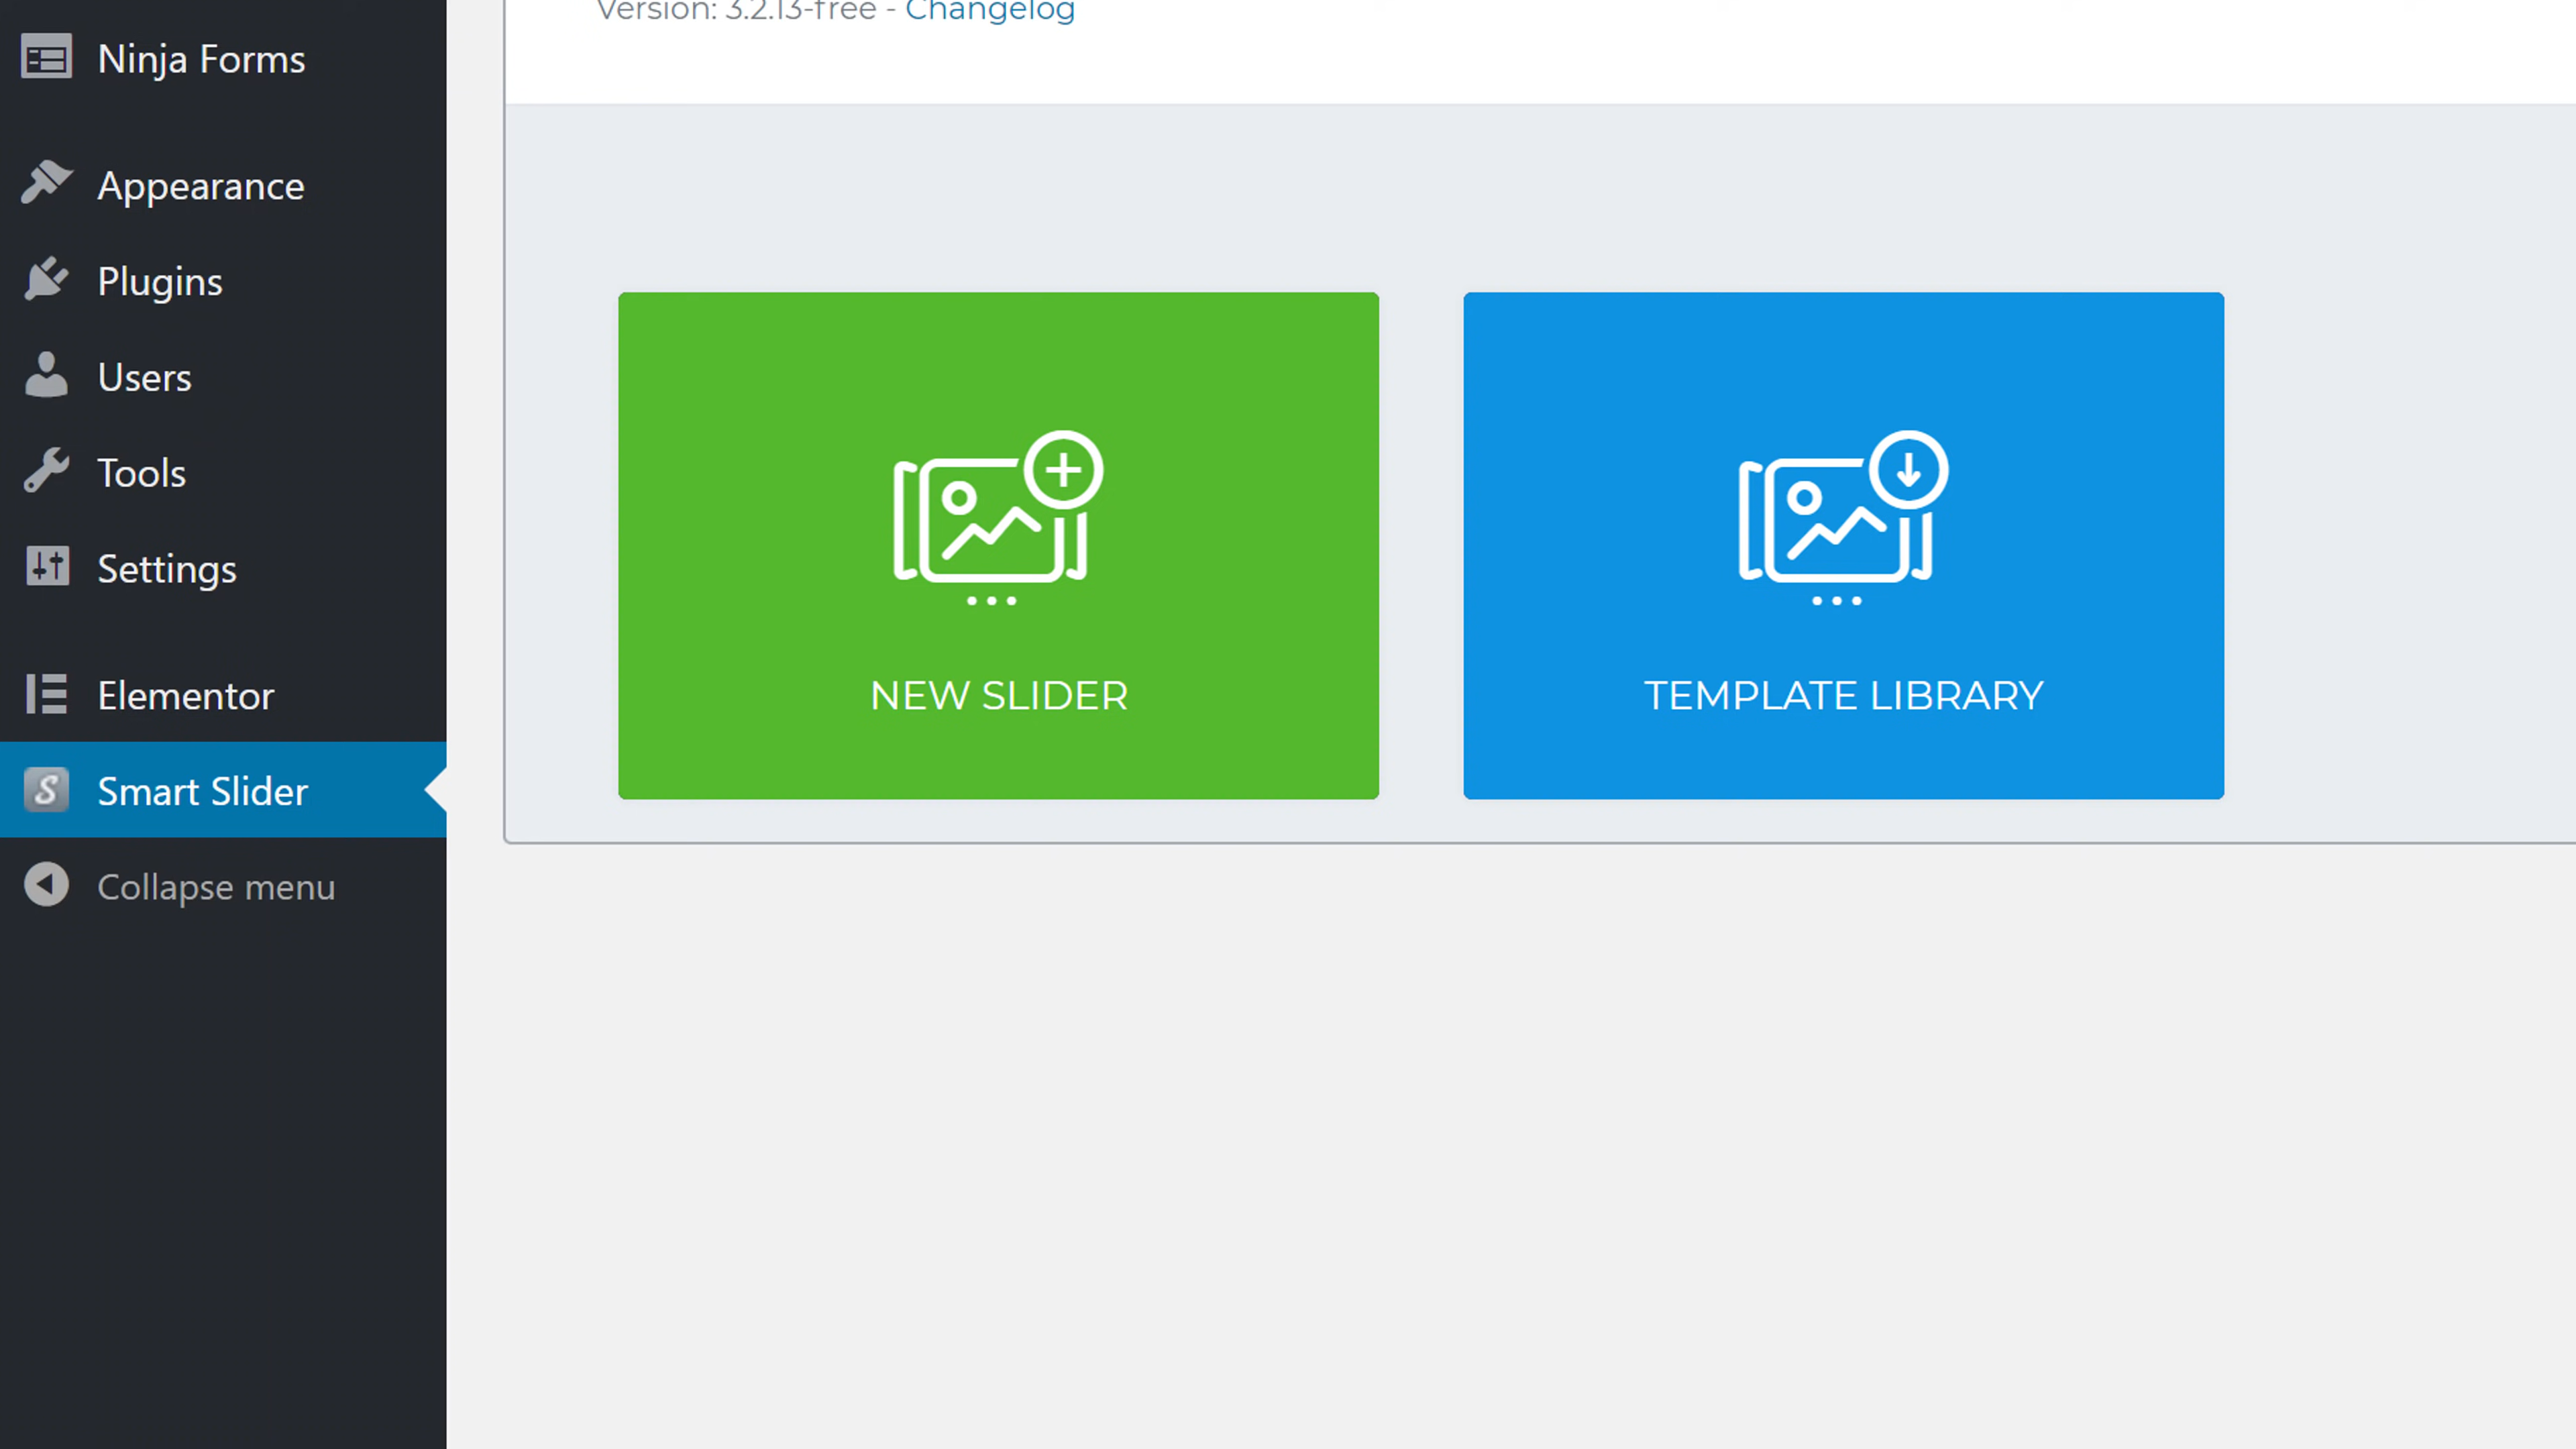 Version: 3.2.13-free - Changelog
Ninja Forms
Appearance
Plugins
Users
Tools
Settings
Elementor
Smart Slider
Collapse menu
NEW SLIDER
TEMPLATE LIBRARY